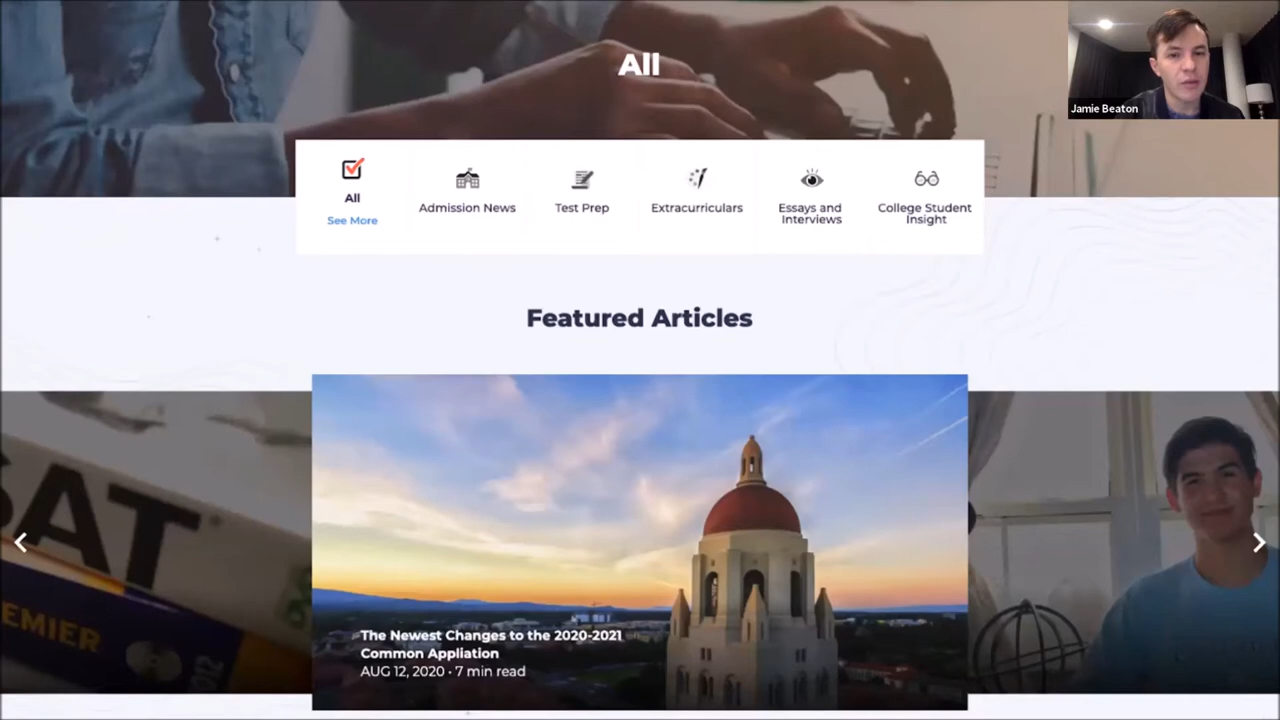 All
Jamie Beaton
All
See More
Admission News
Test Prep
Extracurriculars
Essays and
Interviews
College Student
Insight
Featured Articles
SAT
EMIER
2012
The Newest Changes to the 2020-2021
Common Appliation
AUG 12, 2020 · 7 min read